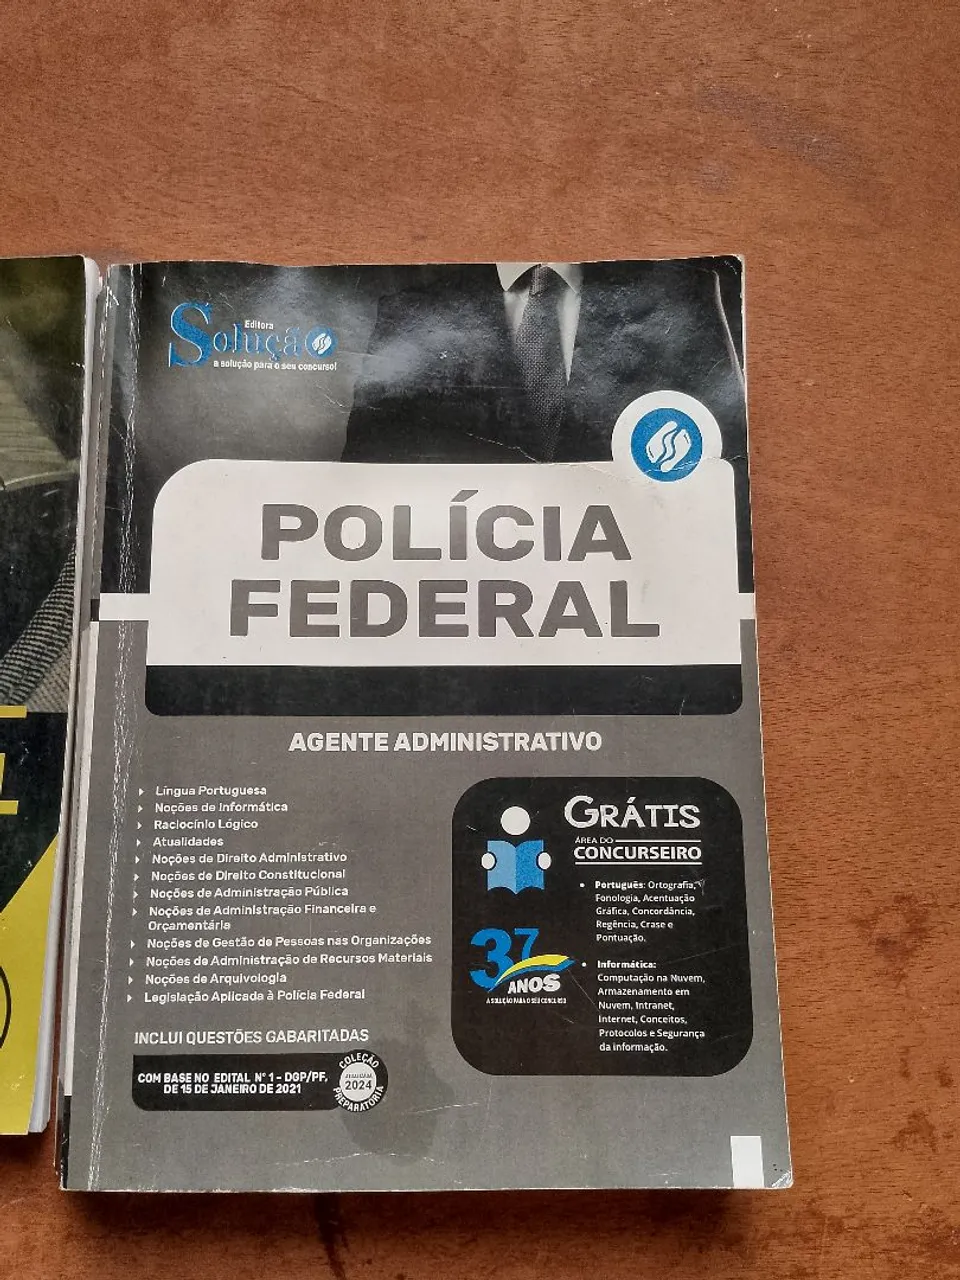 Editora
Solução
a solução para o seu concurso!
POLÍCIA
FEDERAL
AGENTE ADMINISTRATIVO
Língua Portuguesa
Noções de Informática
Raciocínio Lógico
Atualidades
Noções de Direito Administrativo
Noções de Direito Constitucional
Noções de Administração Pública
Noções de Administração Financeira e
Orçamentária
Noções de Gestão de Pessoas nas Organizações
Noções de Administração de Recursos Materiais
Noções de Arquivologia
Legislação Aplicada à Polícia Federal
INCLUI QUESTÕES GABARITADAS
COM BASE NO EDITAL Nº 1 - DGP/PF,
DE 15 DE JANEIRO DE 2021
COLEÇÃO
2024
PREPARATÓRIA
GRÁTIS
ÁREA DO
CONCURSEIRO
• Português: Ortografia,
Fonologia, Acentuação
Gráfica, Concordância,
Regência, Crase e
Pontuação.
• Informática:
Computação na Nuvem,
Armazenamento em
Nuvem, Intranet,
Internet, Conceitos,
Protocolos e Segurança
da informação.
37
ANOS
A SOLUÇÃO PARA O SEU CONCURSO